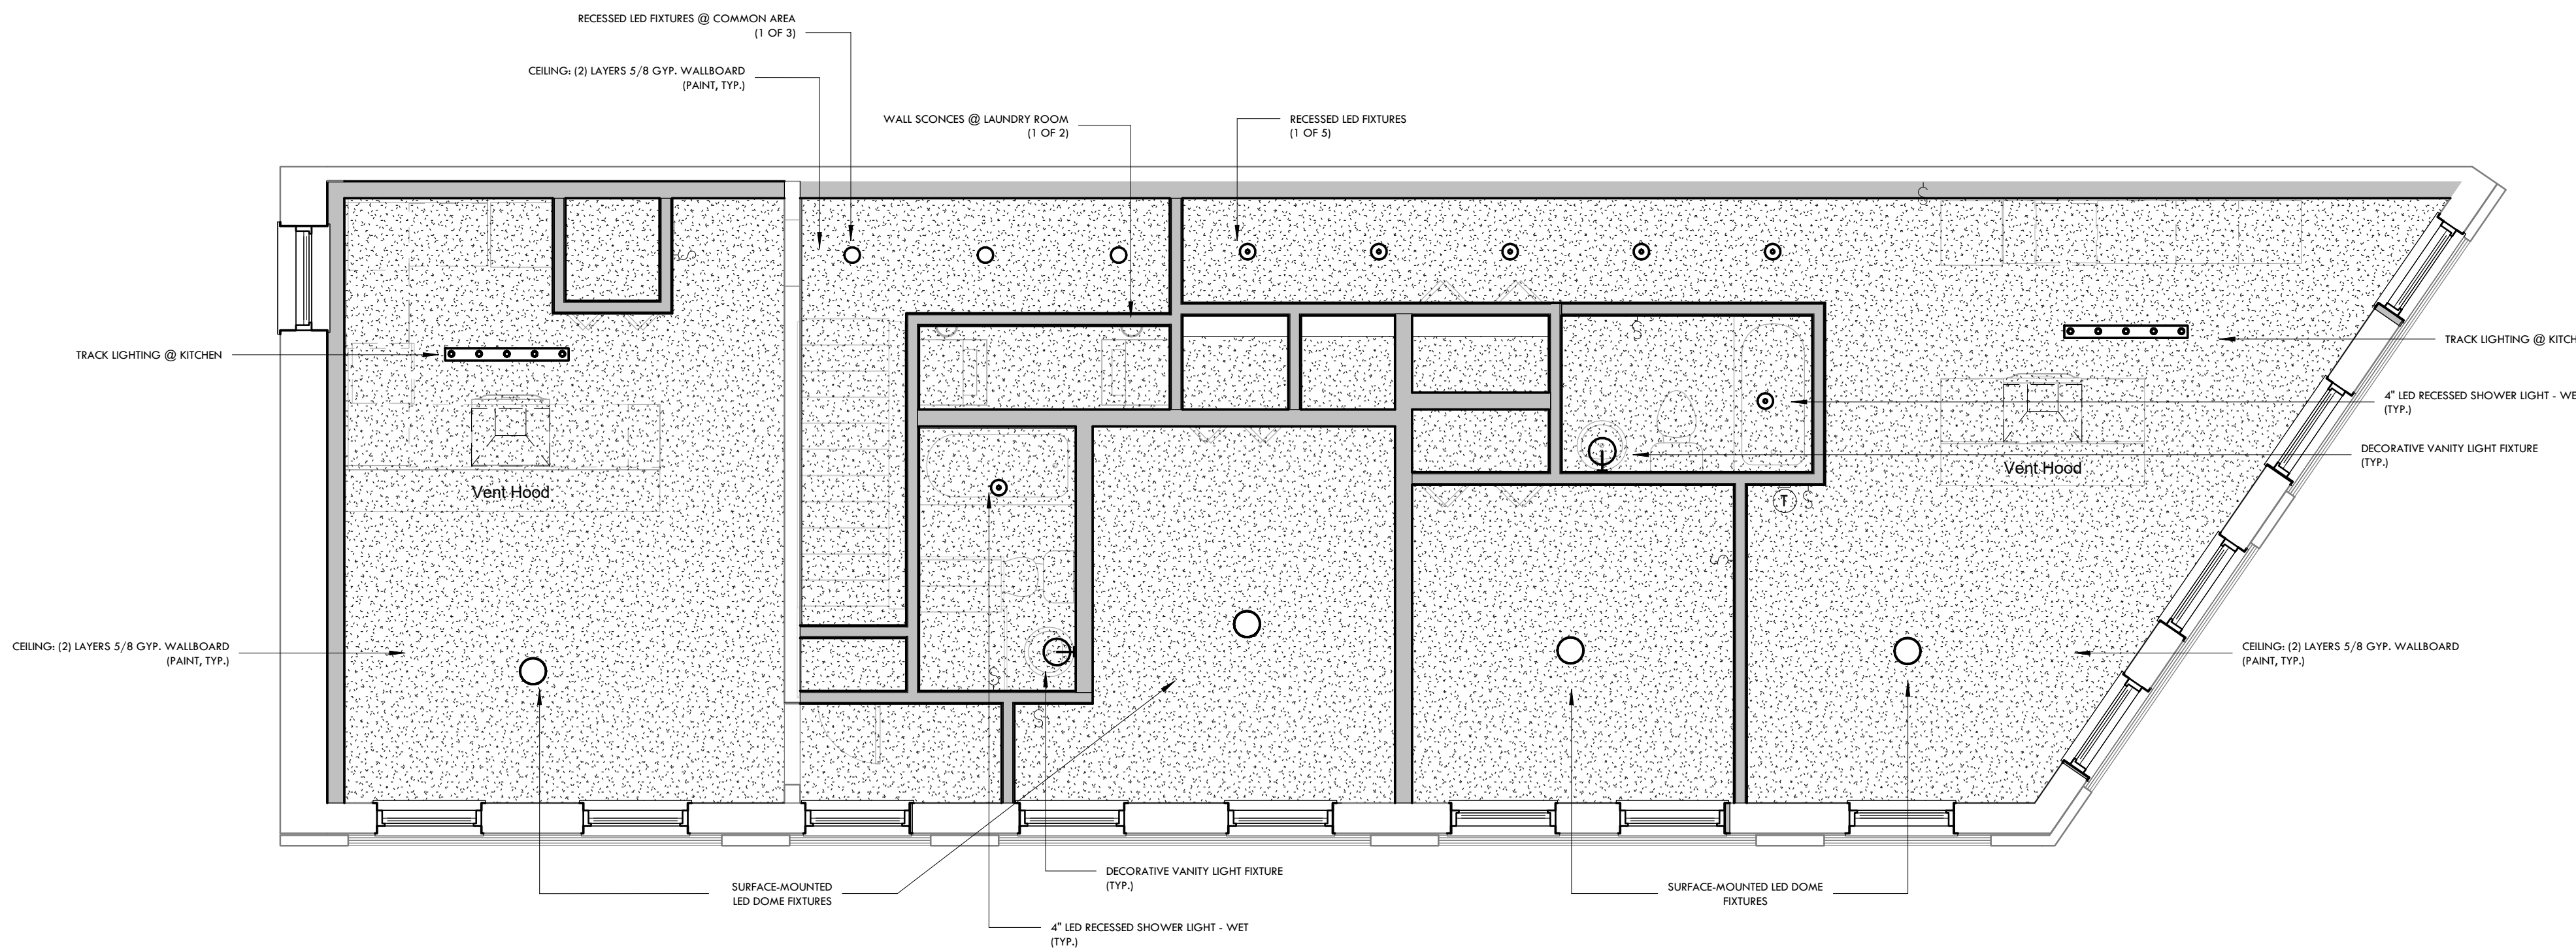 RECESSED LED FIXTURES @ COMMON AREA
(1 OF 3)
CEILING: (2) LAYERS 5/8 GYP. WALLBOARD
(PAINT, TYP.)
WALL SCONCES @ LAUNDRY ROOM
(1 OF 2)
RECESSED LED FIXTURES
(1 OF 5)
$
$
$
TRACK LIGHTING @ KITCHEN
TRACK LIGHTING @ KITCH
4" LED RECESSED SHOWER LIGHT - WE
(TYP.)
DECORATIVE VANITY LIGHT FIXTURE
(TYP.)
Vent Hood
Vent Hood
T
$
$
CEILING: (2) LAYERS 5/8 GYP. WALLBOARD
(PAINT, TYP.)
CEILING: (2) LAYERS 5/8 GYP. WALLBOARD
(PAINT, TYP.)
$
$
DECORATIVE VANITY LIGHT FIXTURE
(TYP.)
SURFACE-MOUNTED
LED DOME FIXTURES
SURFACE-MOUNTED LED DOME
FIXTURES
4" LED RECESSED SHOWER LIGHT - WET
(TYP.)